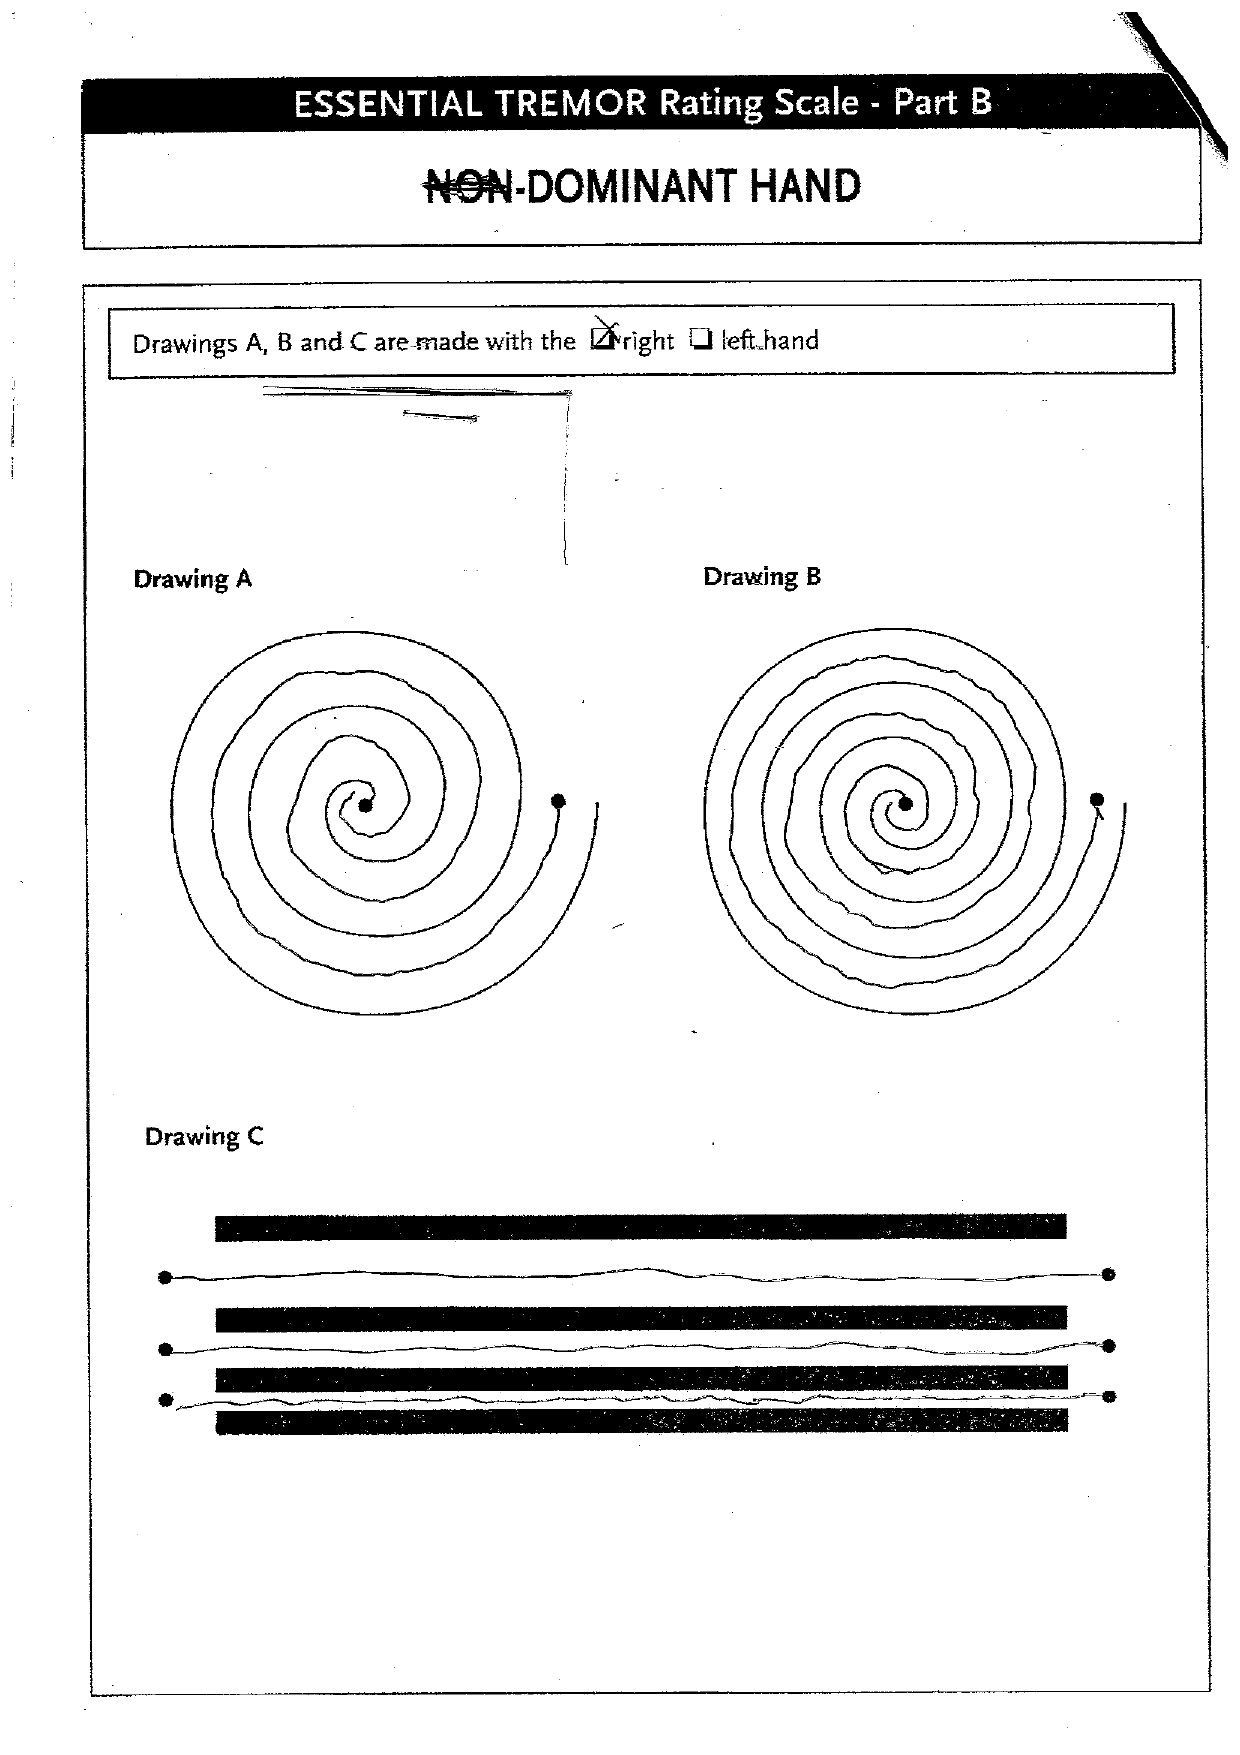 ESSENTIAL TREMOR Rating Scale - Part B
NON-DOMINANT HAND
Drawings A, B and C are made with the right left hand
Drawing A
Drawing B
Drawing C